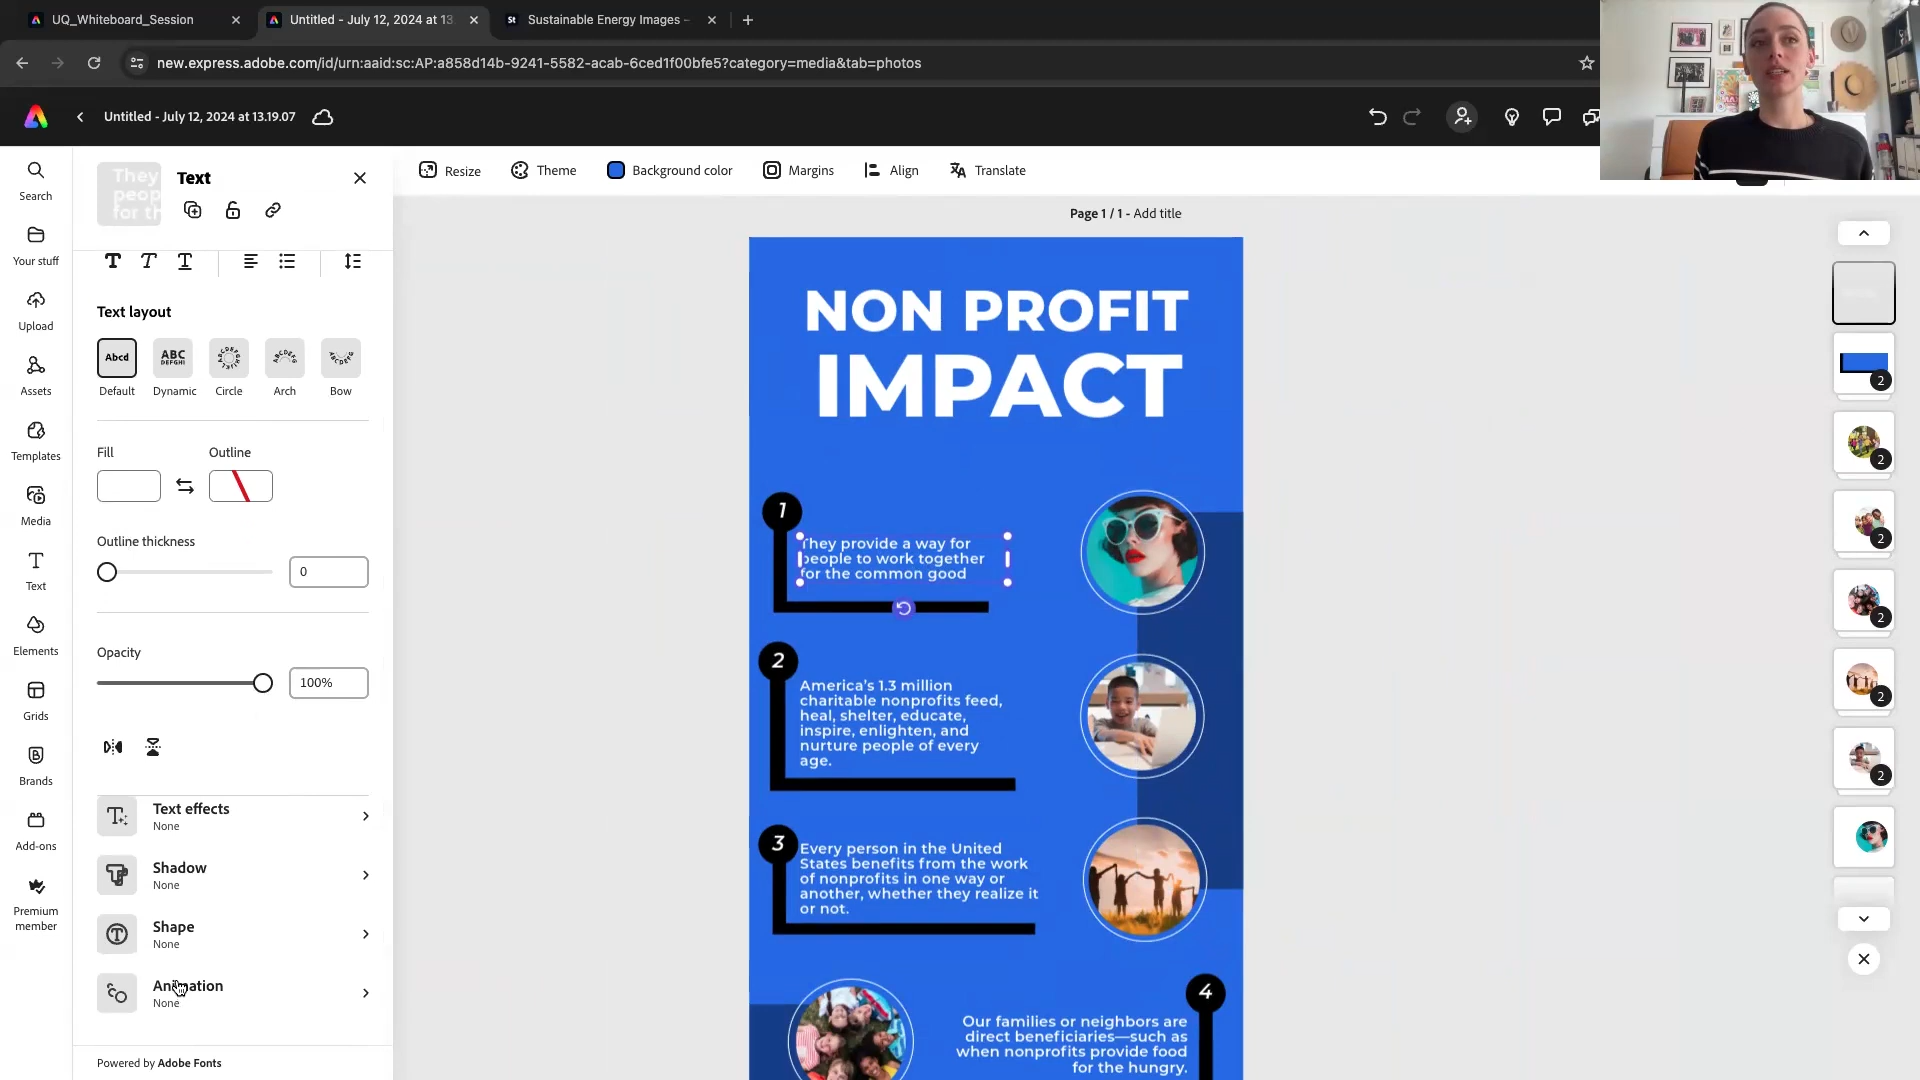 UQ_Whiteboard_Session
Untitled - July 12, 2024 at 13
St
Sustainable Energy Images -
new.express.adobe.com/id/urn:aaid:sc:AP:a858d14b-9241-5582-acab-6ced1f00bfe5?category=media&tab=photos
Untitled - July 12, 2024 at 13.19.07
Search
Your stuff
Upload
Assets
Templates
Media
Text
Elements
Grids
Brands
Add-ons
Premium
member
They
peop
for th
Text
Text layout
Abcd
ABC
DEFGHI
Default
Dynamic
Circle
Arch
Bow
Fill
Outline
Outline thickness
0
Opacity
100%
Text effects
None
Shadow
None
Shape
None
Animation
None
Powered by Adobe Fonts
Resize
Theme
Background color
Margins
Align
Translate
Page 1 / 1 - Add title
NON PROFIT
IMPACT
1
They provide a way for
people to work together
for the common good
2
America's 1.3 million
charitable nonprofits feed,
heal, shelter, educate,
inspire, enlighten, and
nurture people of every
age.
3
Every person in the United
States benefits from the work
of nonprofits in one way or
another, whether they realize it
or not.
4
Our families or neighbors are
direct beneficiaries—such as
when nonprofits provide food
for the hungry.
2
2
2
2
2
2